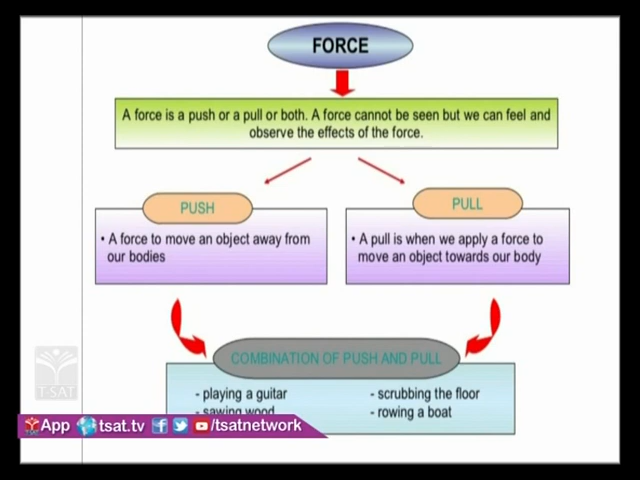 FORCE
A force is a push or a pull or both. A force cannot be seen but we can feel and
observe the effects of the force.
PUSH
• A force to move an object away from
our bodies
PULL
• A pull is when we apply a force to
move an object towards our body
COMBINATION OF PUSH AND PULL
- playing a guitar
- sawing wood
- scrubbing the floor
- rowing a boat
T-SAT
App tsat.tv /tsatnetwork